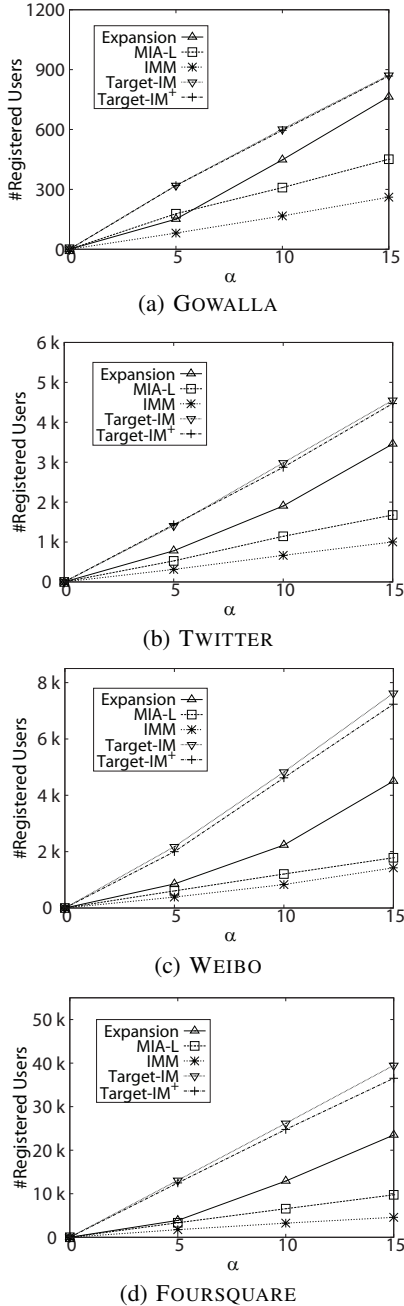 1200
900
600
300
0
#Registered Users
Expansion
MIA-L
IMM
Target-IM
Target-IM+
0 5 10 15
α
(a) GOWALLA
6 k
5 k
4 k
3 k
2 k
1 k
0
#Registered Users
Expansion
MIA-L
IMM
Target-IM
Target-IM+
0 5 10 15
α
(b) TWITTER
8 k
6 k
4 k
2 k
0
#Registered Users
Expansion
MIA-L
IMM
Target-IM
Target-IM+
0 5 10 15
α
(c) WEIBO
50 k
40 k
30 k
20 k
10 k
0
#Registered Users
Expansion
MIA-L
IMM
Target-IM
Target-IM+
0 5 10 15
α
(d) FOURSQUARE